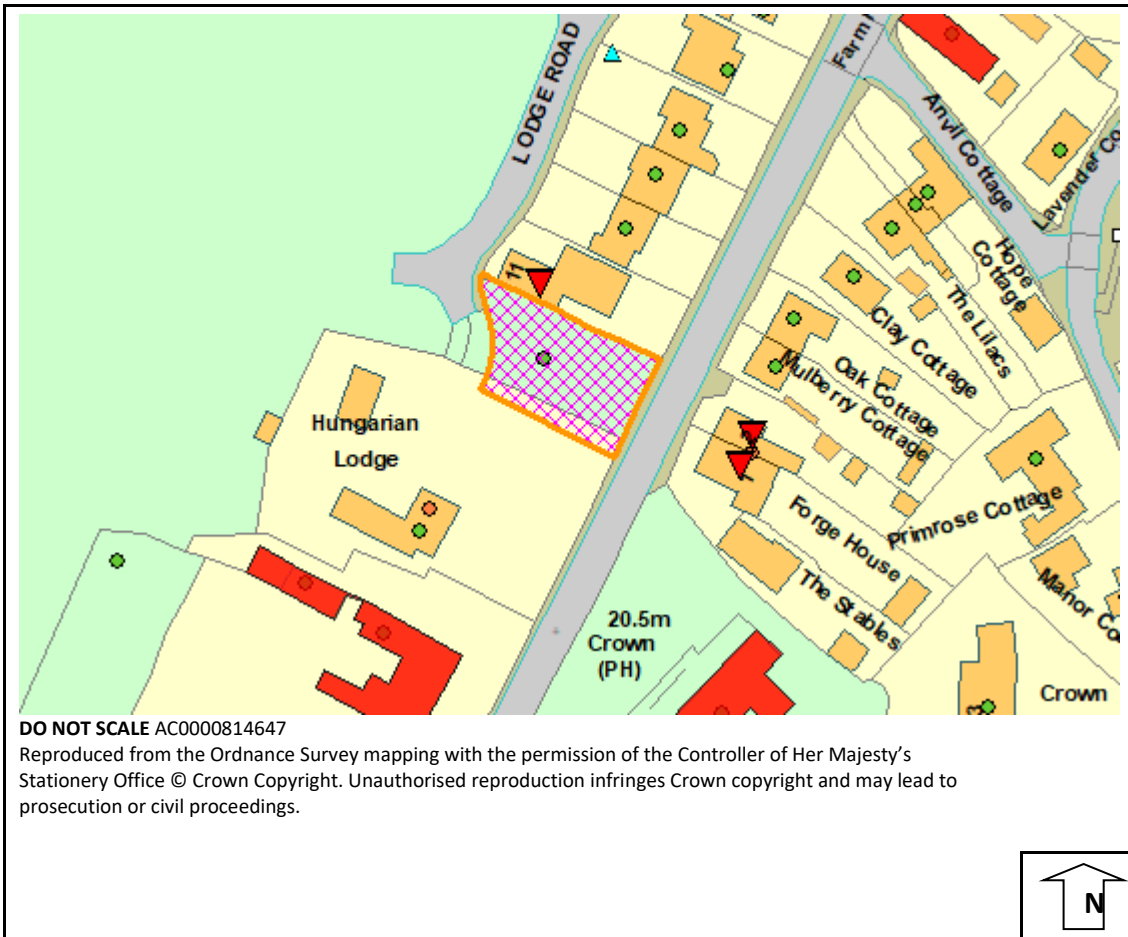 LODGE ROAD
Farm
Anvil Cottage
Lavender Co
11
Hope
Cottage
The Lilacs
Clay Cottage
Oak Cottage
Mulberry Cottage
Hungarian
Lodge
Primrose Cottage
Forge House
The Stables
Manor Co
20.5m
Crown
(PH)
Crown
DO NOT SCALE AC0000814647
Reproduced from the Ordnance Survey mapping with the permission of the Controller of Her Majesty’s
Stationery Office © Crown Copyright. Unauthorised reproduction infringes Crown copyright and may lead to
prosecution or civil proceedings.
N